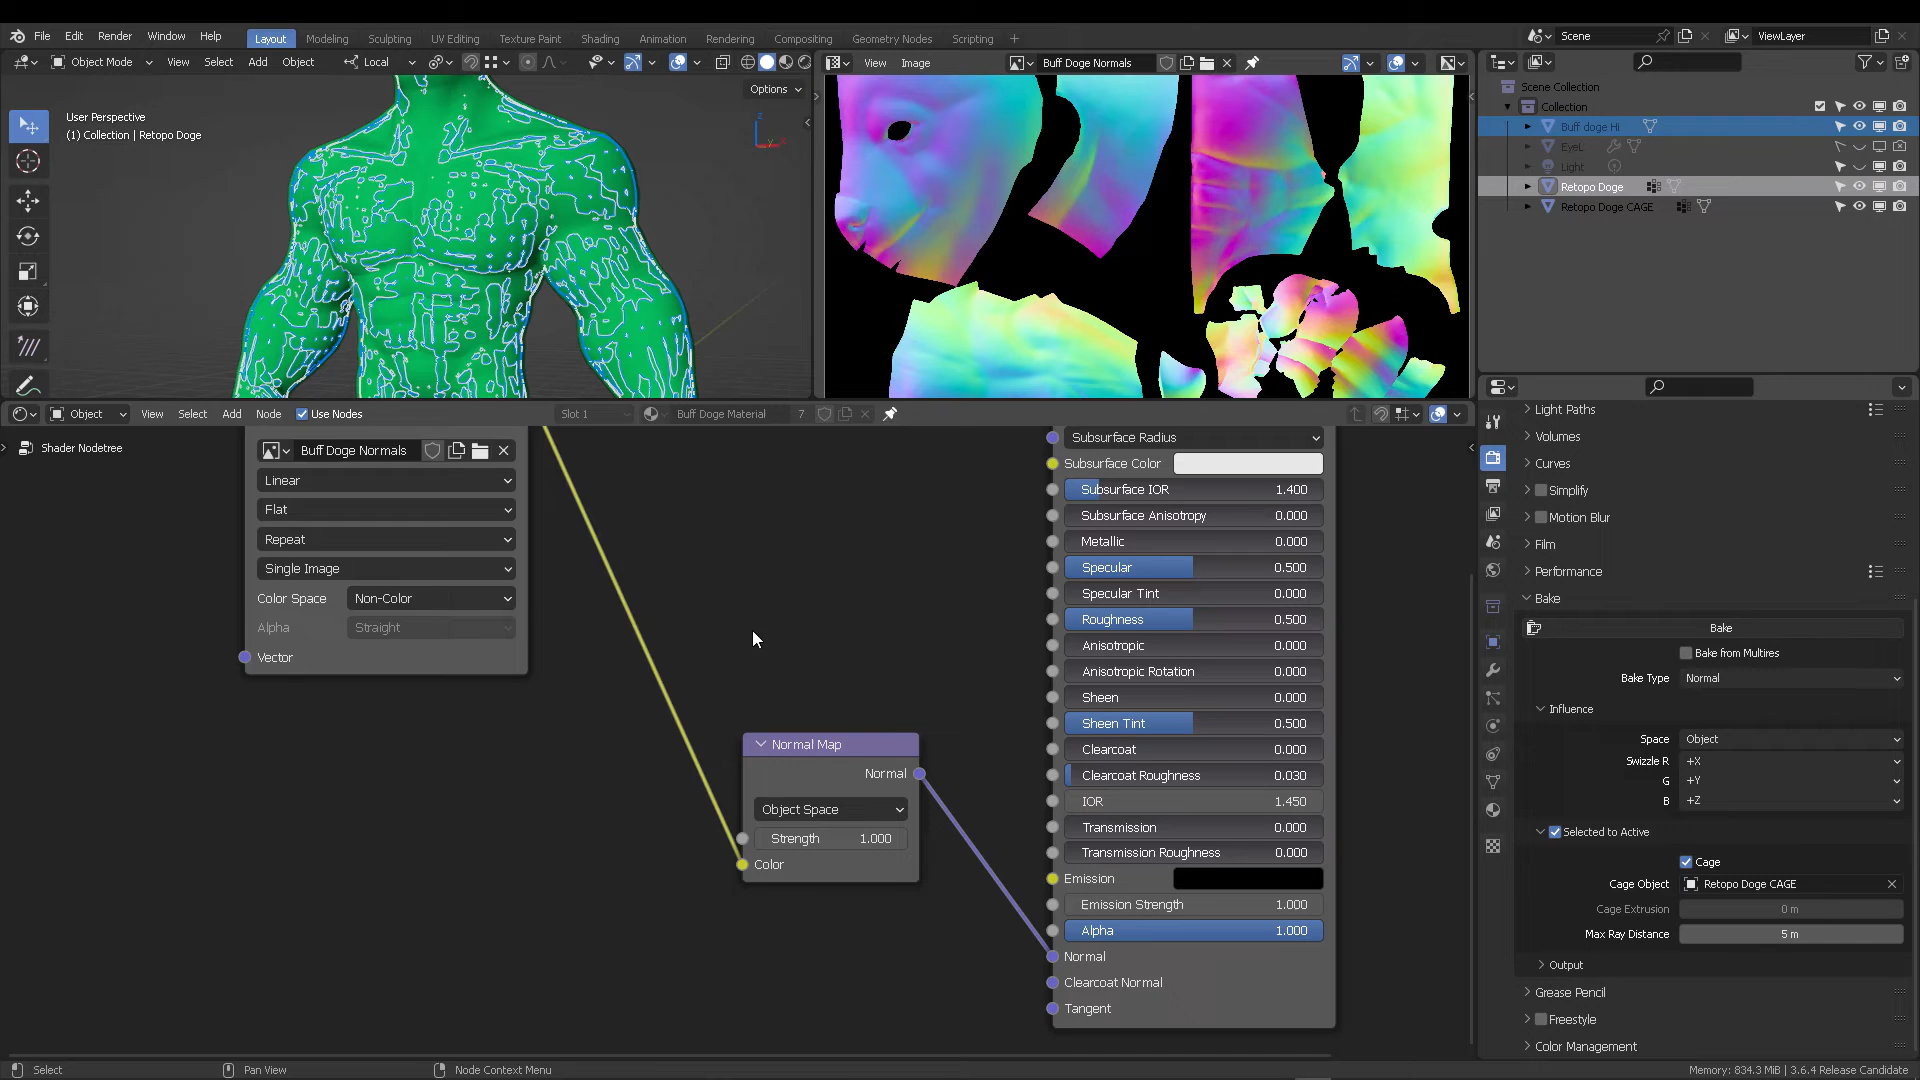 File Edit Render Window Help Layout Modeling Sculpting UV Editing Texture Paint Shading Animation Rendering Compositing Geometry Nodes Scripting + Scene ViewLayer
Object Mode View Select Add Object Local
View Image Buff Doge Normals
Options
User Perspective
(1) Collection | Retopo Doge
Scene Collection
Collection
Buff doge Hi
EyeL
Light
Retopo Doge
Retopo Doge CAGE
Object View Select Add Node Use Nodes Slot 1 Buff Doge Material 7
Shader Nodetree
Buff Doge Normals
Linear
Flat
Repeat
Single Image
Color Space Non-Color
Alpha Straight
Vector
Normal Map
Normal
Object Space
Strength 1.000
Color
Subsurface Radius
Subsurface Color
Subsurface IOR 1.400
Subsurface Anisotropy 0.000
Metallic 0.000
Specular 0.500
Specular Tint 0.000
Roughness 0.500
Anisotropic 0.000
Anisotropic Rotation 0.000
Sheen 0.000
Sheen Tint 0.500
Clearcoat 0.000
Clearcoat Roughness 0.030
IOR 1.450
Transmission 0.000
Transmission Roughness 0.000
Emission
Emission Strength 1.000
Alpha 1.000
Normal
Clearcoat Normal
Tangent
Light Paths
Volumes
Curves
Simplify
Motion Blur
Film
Performance
Bake
Bake
Bake from Multires
Bake Type Normal
Influence
Space Object
Swizzle R +X
G +Y
B +Z
Selected to Active
Cage
Cage Object Retopo Doge CAGE
Cage Extrusion 0 m
Max Ray Distance 5 m
Output
Grease Pencil
Freestyle
Color Management
Select Pan View Node Context Menu Memory: 834.3 MiB | 3.6.4 Release Candidate